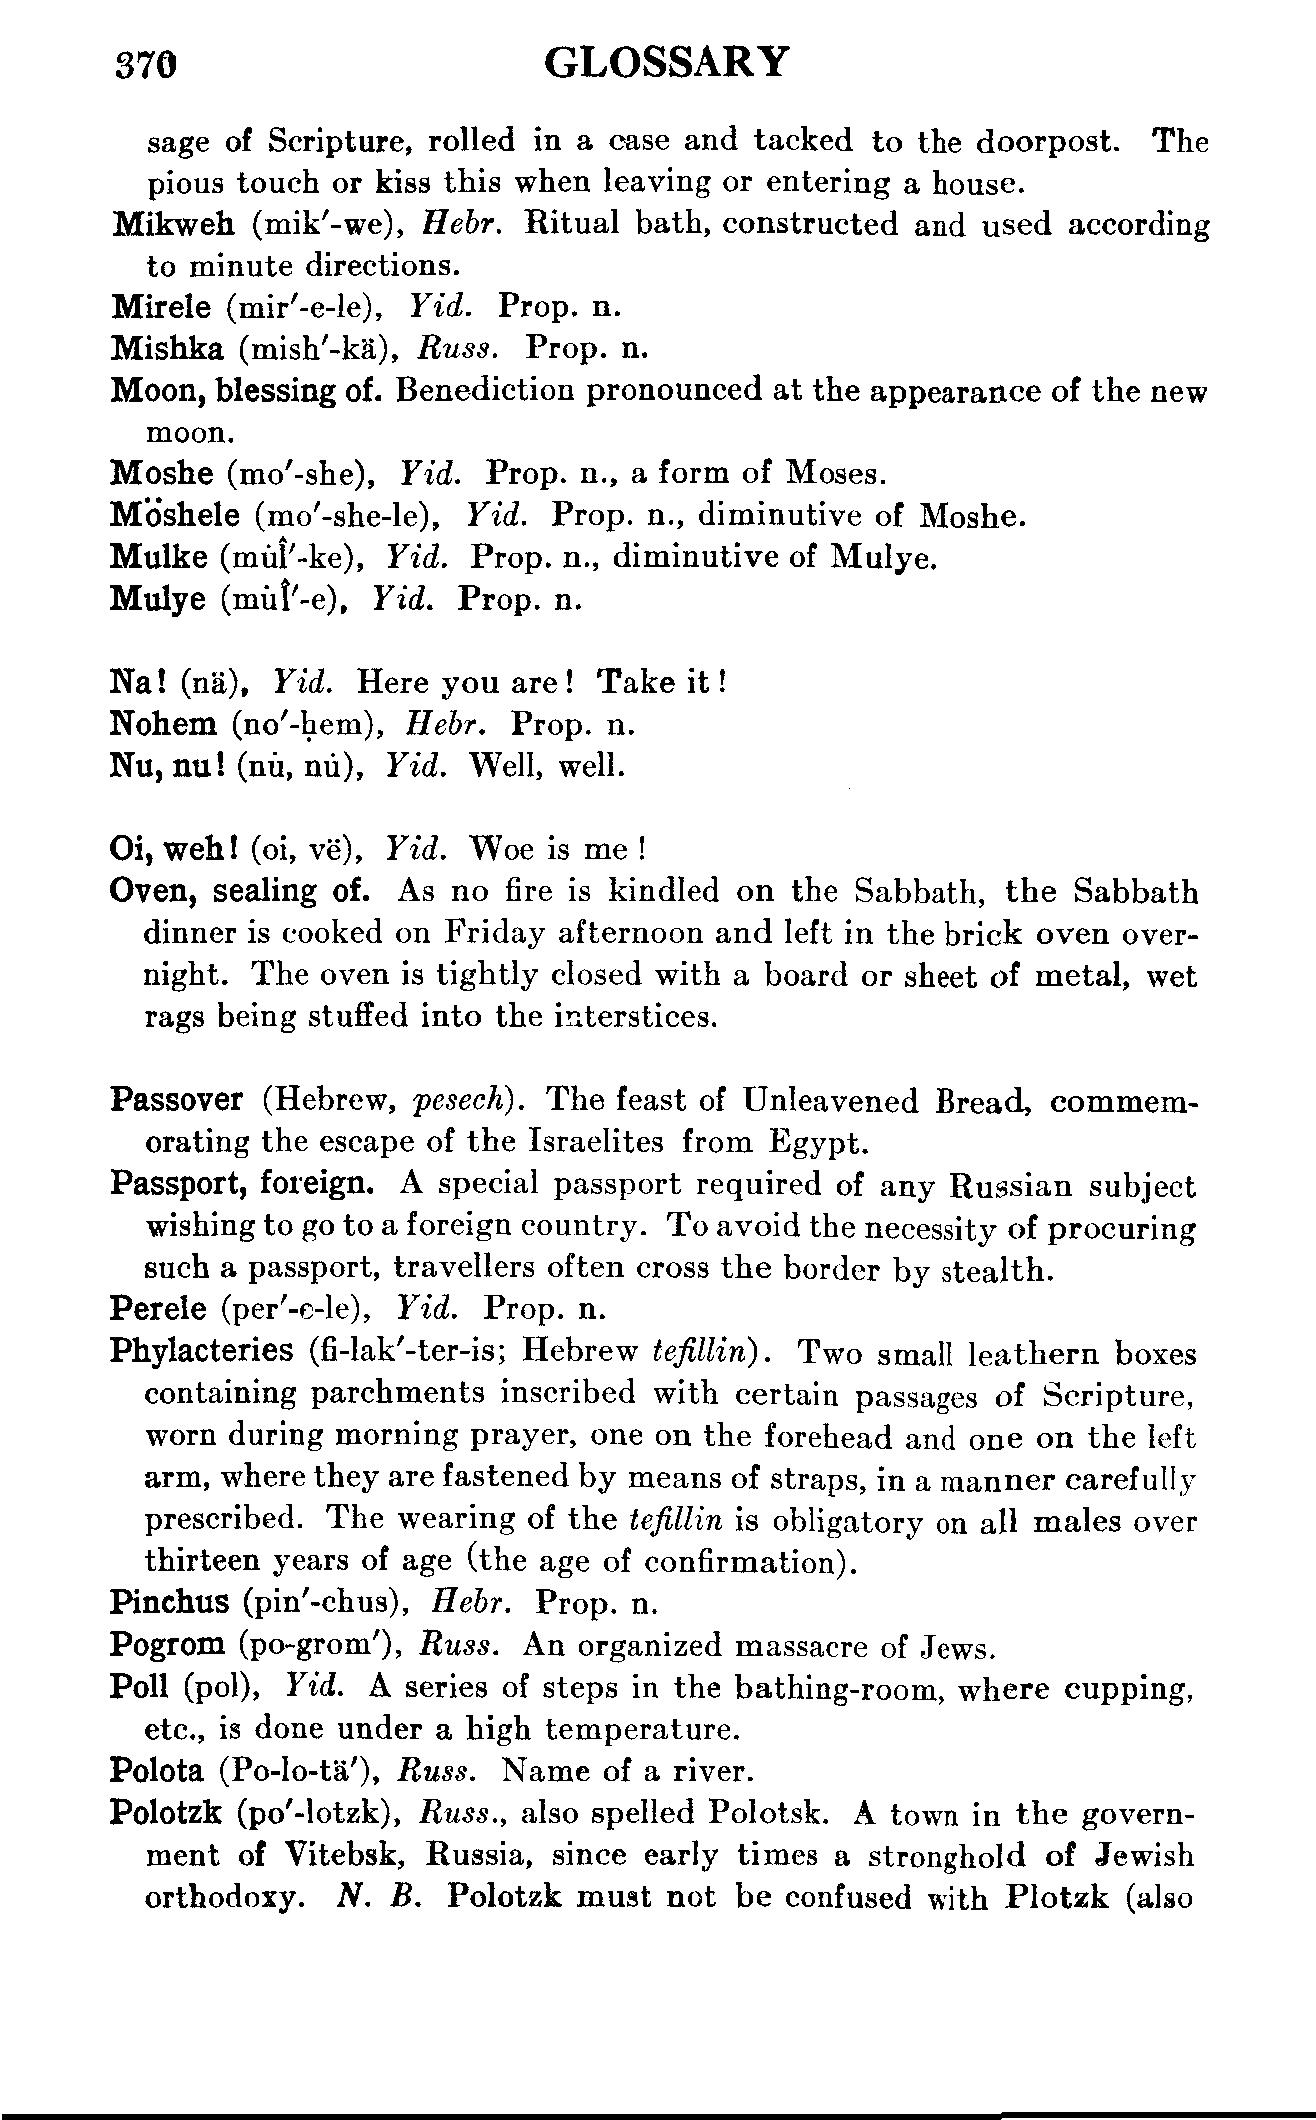 370 GLOSSARY
sage of Scripture, rolled in a case and tacked to the doorpost. The
pious touch or kiss this when leaving or entering a house.
Mikweh (mik′-we), Hebr. Ritual bath, constructed and used according
to minute directions.
Mirele (mir′-e-le), Yid. Prop. n.
Mishka (mish′-kä), Russ. Prop. n.
Moon, blessing of. Benediction pronounced at the appearance of the new
moon.
Moshe (mo′-she), Yid. Prop. n., a form of Moses.
Möshele (mo′-she-le), Yid. Prop. n., diminutive of Moshe.
Mulke (mu̇l̂′-ke), Yid. Prop. n., diminutive of Mulye.
Mulye (mu̇l̂′-e), Yid. Prop. n.
Na! (nä), Yid. Here you are! Take it!
Nohem (no′-ḥem), Hebr. Prop. n.
Nu, nu! (nu̇, nu̇), Yid. Well, well.
Oi, weh! (oi, vë), Yid. Woe is me!
Oven, sealing of. As no fire is kindled on the Sabbath, the Sabbath
dinner is cooked on Friday afternoon and left in the brick oven over-
night. The oven is tightly closed with a board or sheet of metal, wet
rags being stuffed into the interstices.
Passover (Hebrew, pesech). The feast of Unleavened Bread, commem-
orating the escape of the Israelites from Egypt.
Passport, foreign. A special passport required of any Russian subject
wishing to go to a foreign country. To avoid the necessity of procuring
such a passport, travellers often cross the border by stealth.
Perele (per′-e-le), Yid. Prop. n.
Phylacteries (fi-lak′-ter-is; Hebrew tefillin). Two small leathern boxes
containing parchments inscribed with certain passages of Scripture,
worn during morning prayer, one on the forehead and one on the left
arm, where they are fastened by means of straps, in a manner carefully
prescribed. The wearing of the tefillin is obligatory on all males over
thirteen years of age (the age of confirmation).
Pinchus (pin′-chus), Hebr. Prop. n.
Pogrom (po-grom′), Russ. An organized massacre of Jews.
Poll (pol), Yid. A series of steps in the bathing-room, where cupping,
etc., is done under a high temperature.
Polota (Po-lo-tä′), Russ. Name of a river.
Polotzk (po′-lotzk), Russ., also spelled Polotsk. A town in the govern-
ment of Vitebsk, Russia, since early times a stronghold of Jewish
orthodoxy. N. B. Polotzk must not be confused with Plotzk (also